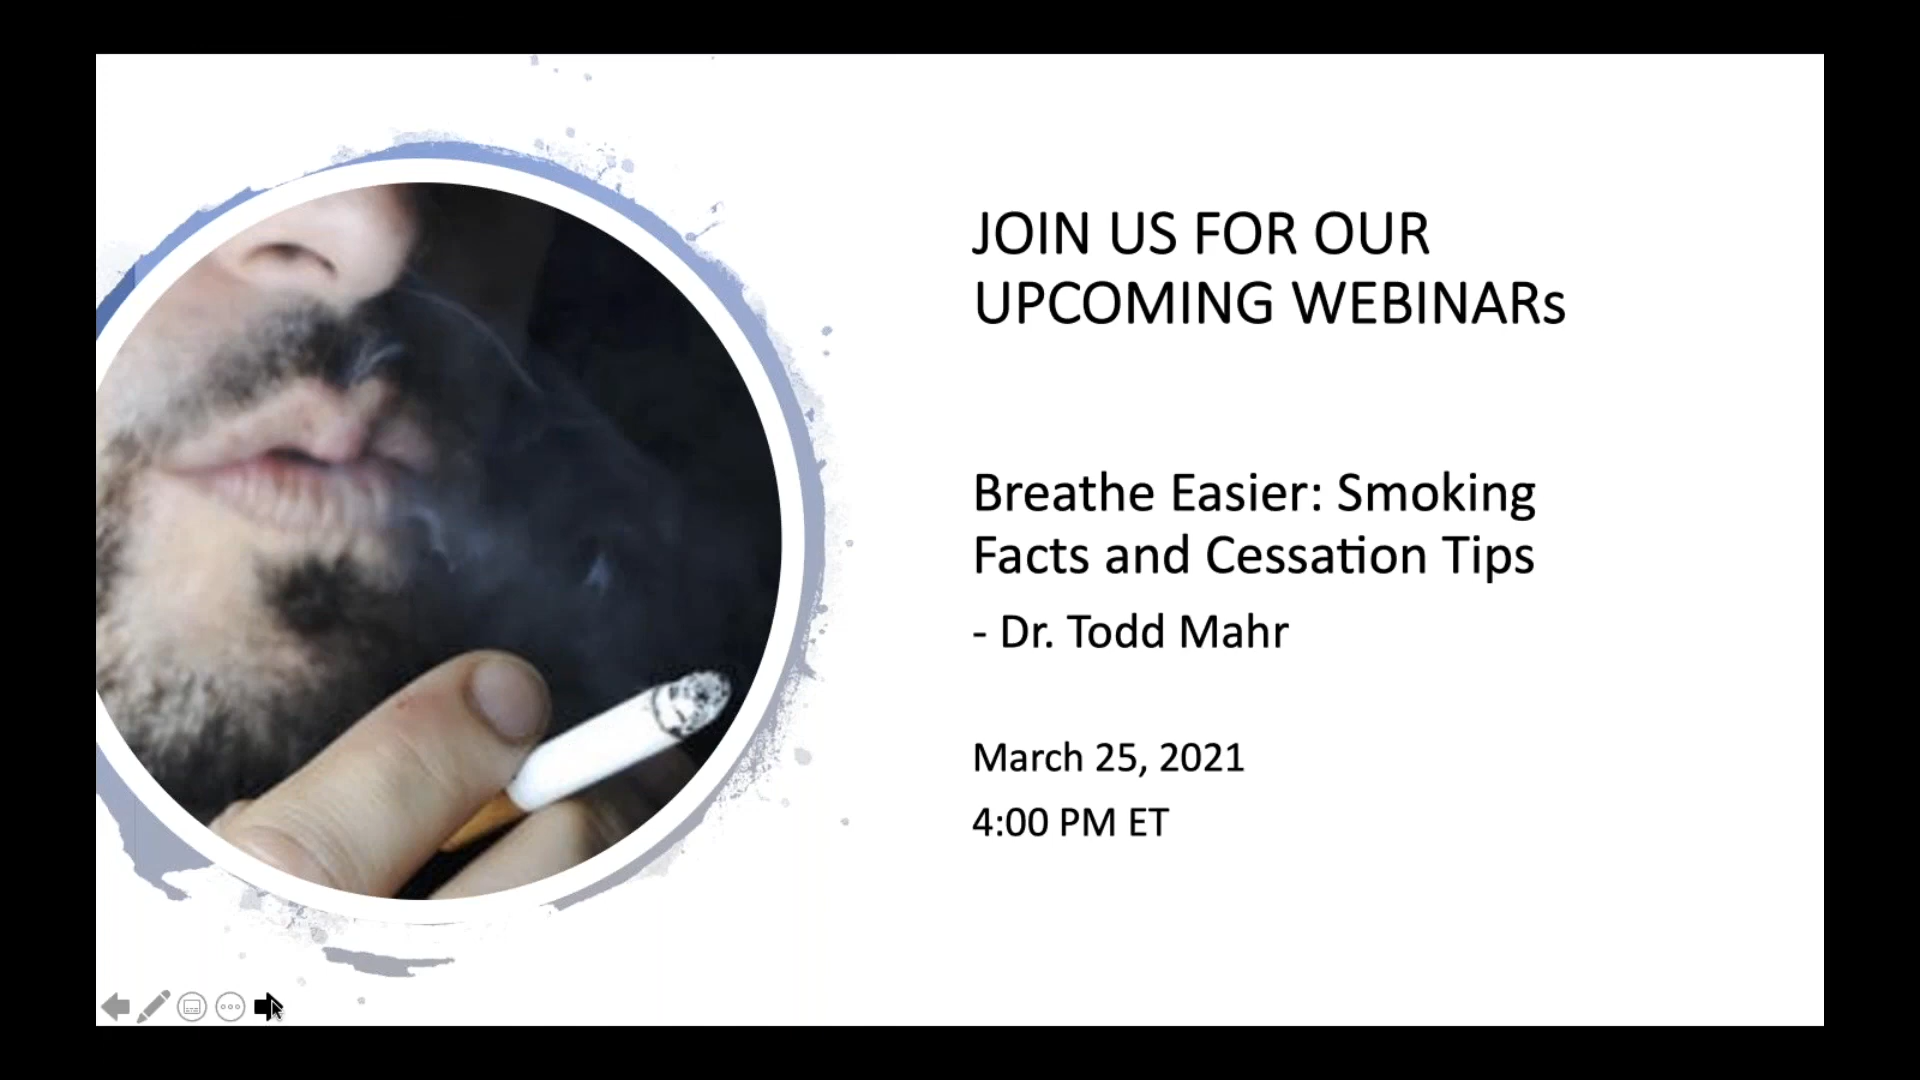 JOIN US FOR OUR
UPCOMING WEBINARs
Breathe Easier: Smoking
Facts and Cessation Tips
- Dr. Todd Mahr
March 25, 2021
4:00 PM ET